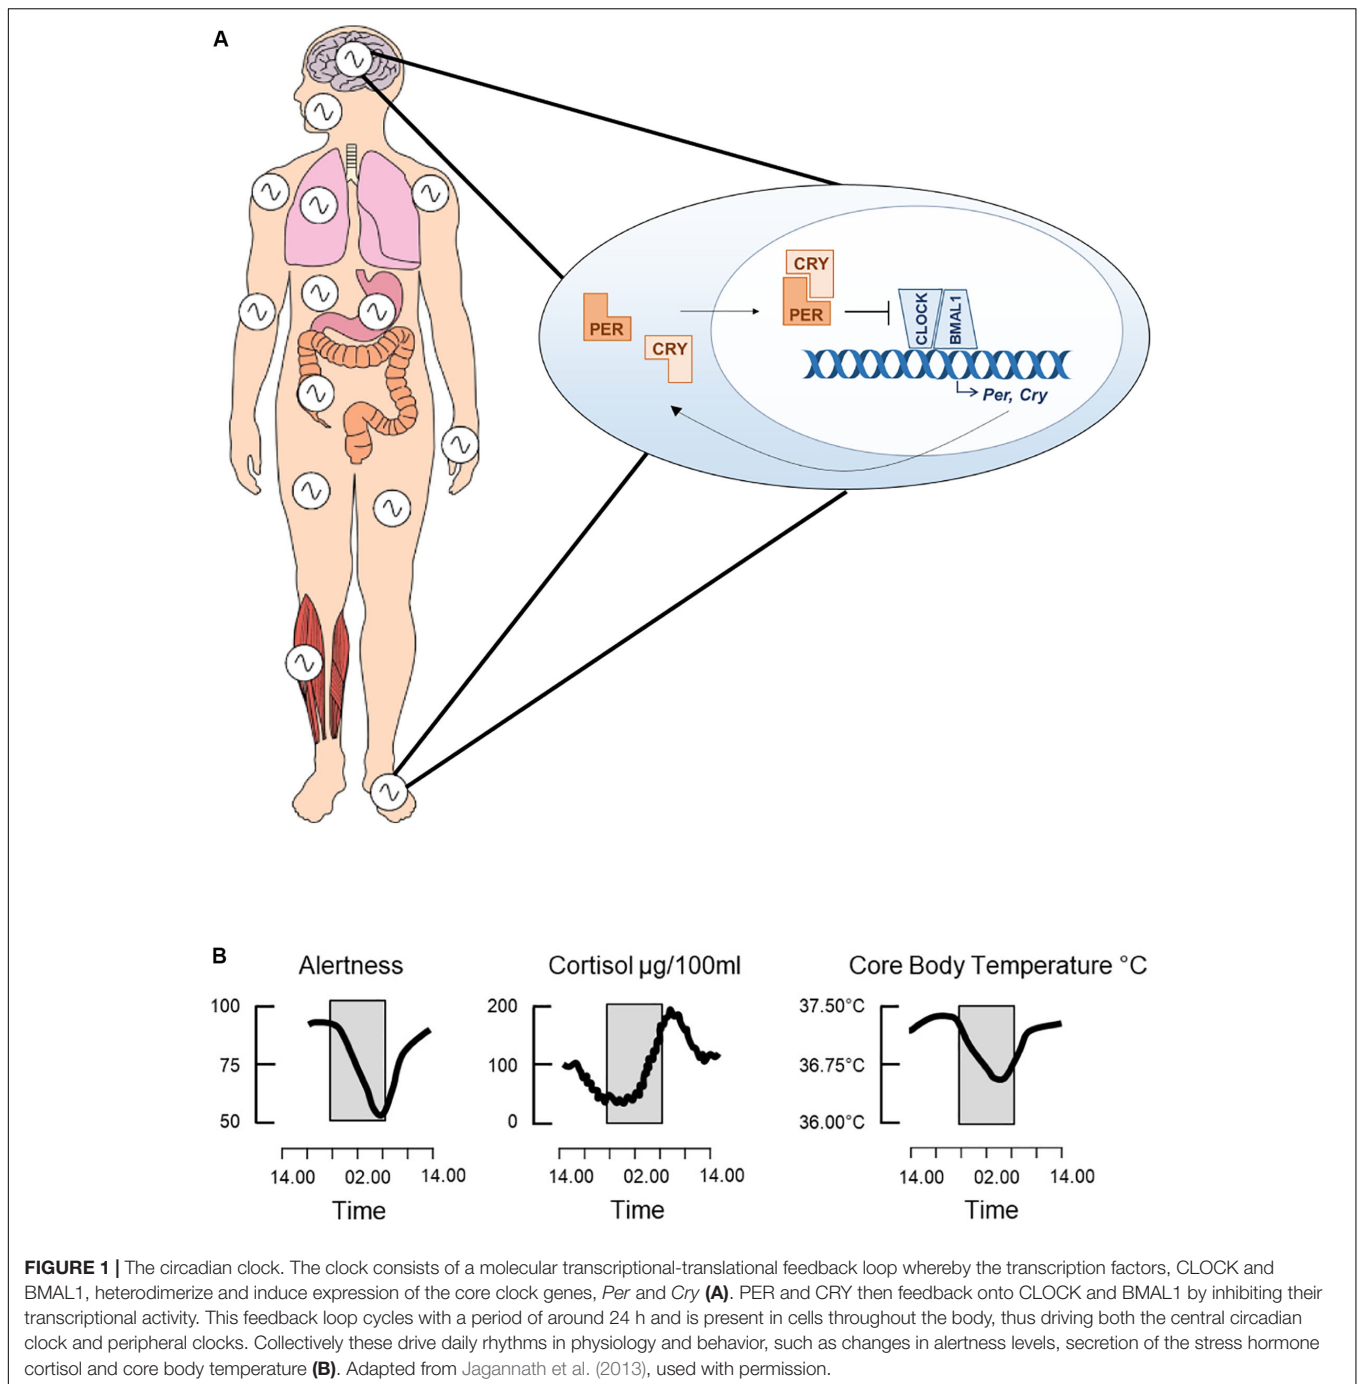 A
CRY
PER
PER
CRY
CLOCK
BMAL1
Per, Cry
B
Alertness
100
75
50
14.00 02.00 14.00
Time
Cortisol µg/100ml
200
100
0
14.00 02.00 14.00
Time
Core Body Temperature °C
37.50°C
36.75°C
36.00°C
14.00 02.00 14.00
Time
FIGURE 1 | The circadian clock. The clock consists of a molecular transcriptional-translational feedback loop whereby the transcription factors, CLOCK and
BMAL1, heterodimerize and induce expression of the core clock genes, Per and Cry (A). PER and CRY then feedback onto CLOCK and BMAL1 by inhibiting their
transcriptional activity. This feedback loop cycles with a period of around 24 h and is present in cells throughout the body, thus driving both the central circadian
clock and peripheral clocks. Collectively these drive daily rhythms in physiology and behavior, such as changes in alertness levels, secretion of the stress hormone
cortisol and core body temperature (B). Adapted from Jagannath et al. (2013), used with permission.